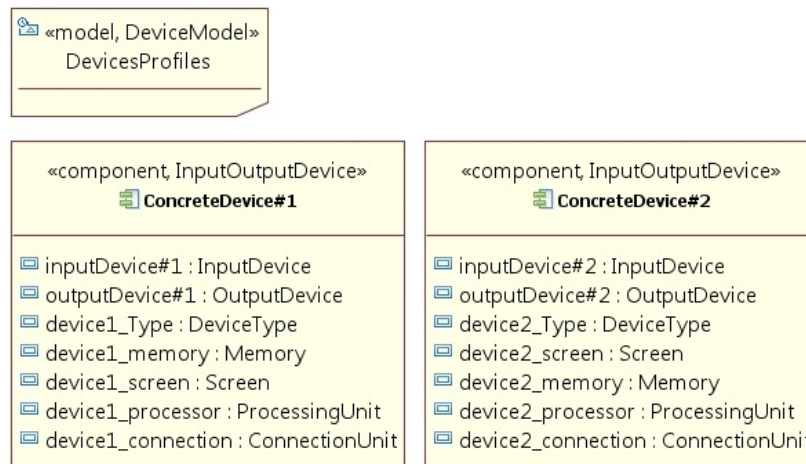 «model, DeviceModel»
DevicesProfiles
«component, InputOutputDevice»
ConcreteDevice#1
inputDevice#1 : InputDevice
outputDevice#1 : OutputDevice
device1_Type : DeviceType
device1_memory : Memory
device1_screen : Screen
device1_processor : ProcessingUnit
device1_connection : ConnectionUnit
«component, InputOutputDevice»
ConcreteDevice#2
inputDevice#2 : InputDevice
outputDevice#2 : OutputDevice
device2_Type : DeviceType
device2_screen : Screen
device2_memory : Memory
device2_processor : ProcessingUnit
device2_connection : ConnectionUnit